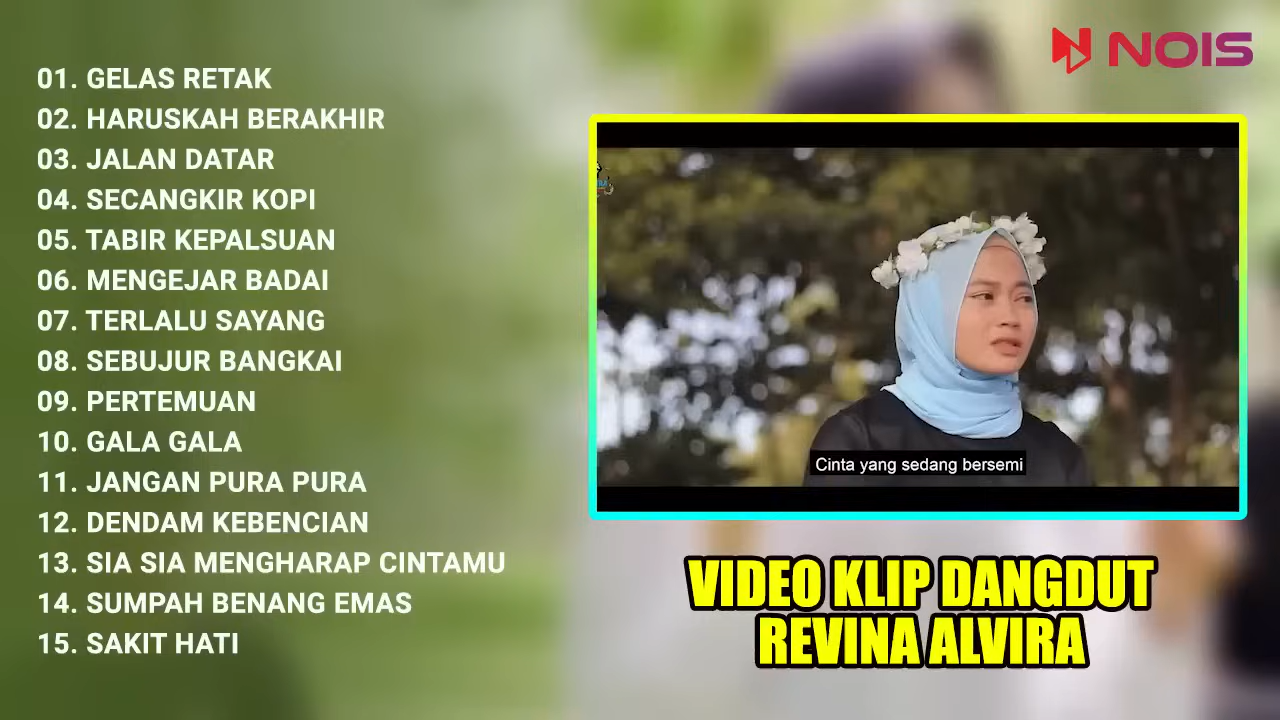 01. GELAS RETAK
02. HARUSKAH BERAKHIR
03. JALAN DATAR
04. SECANGKIR KOPI
05. TABIR KEPALSUAN
06. MENGEJAR BADAI
07. TERLALU SAYANG
08. SEBUJUR BANGKAI
09. PERTEMUAN
10. GALA GALA
11. JANGAN PURA PURA
12. DENDAM KEBENCIAN
13. SIA SIA MENGHARAP CINTAMU
14. SUMPAH BENANG EMAS
15. SAKIT HATI
NOIS
Cinta yang sedang bersemi
VIDEO KLIP DANGDUT
REVINA ALVIRA